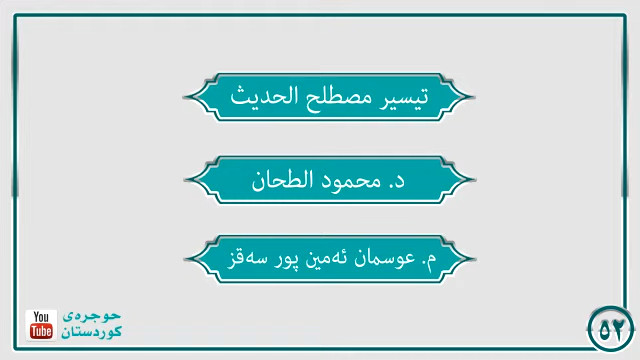 تيسير مصطلح الحديث
د. محمود الطحان
م. عوسمان ئەمین پور سەقز
You
Tube
حوجرەی
کوردستان
٥٢